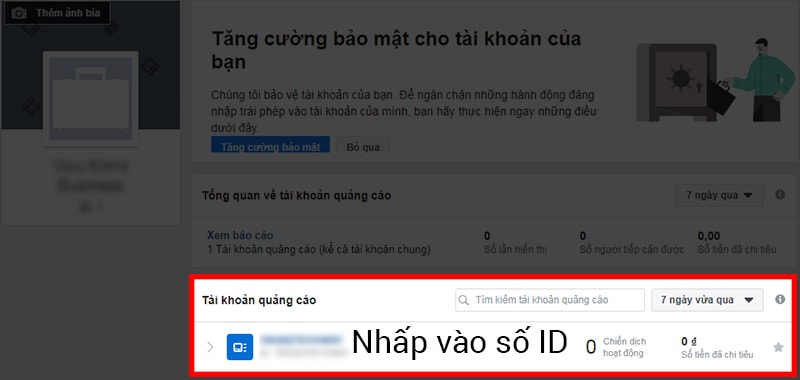 Thêm ảnh bìa
Tăng cường bảo mật cho tài khoản của
bạn
Chúng tôi bảo vệ tài khoản của bạn. Để ngăn chặn những hành động đăng
nhập trái phép vào tài khoản của mình, bạn hãy thực hiện ngay những điều
dưới đây.
Tăng cường bảo mật
Bỏ qua
Tổng quan về tài khoản quảng cáo
7 ngày qua
Xem báo cáo
1 Tài khoản quảng cáo (kể cả tài khoản chung)
0
Số lần hiển thị
0
Số người tiếp cận được
0,00
Số tiền đã chi tiêu
Tài khoản quảng cáo
Tìm kiếm tài khoản quảng cáo
7 ngày vừa qua
Nhấp vào số ID
0
Chiến dịch
hoạt động
0 ₫
Số tiền đã chi tiêu